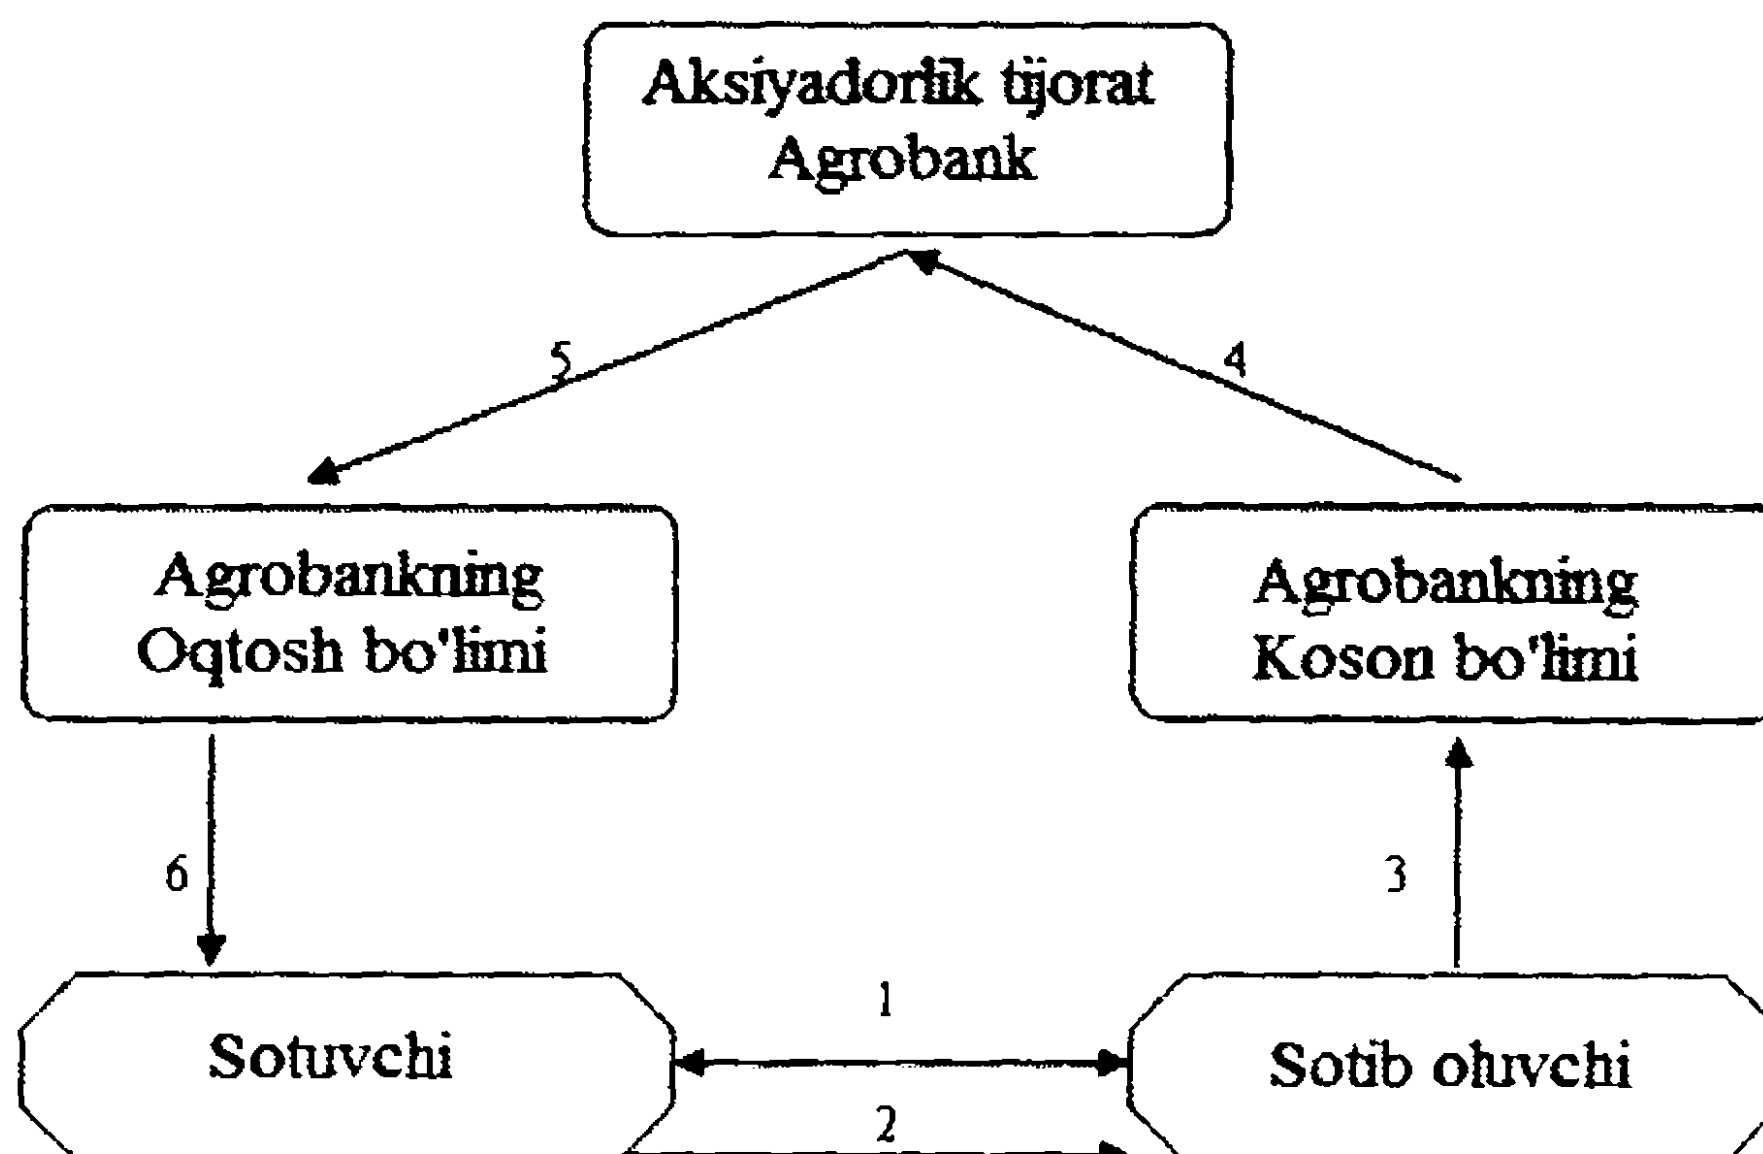 Aksiyadorlik tijorat
Agrobank
5
4
Agrobankning
Oqtosh bo'limi
Agrobankning
Koson bo'limi
6
3
1
Sotuvchi
Sotib oluvchi
2